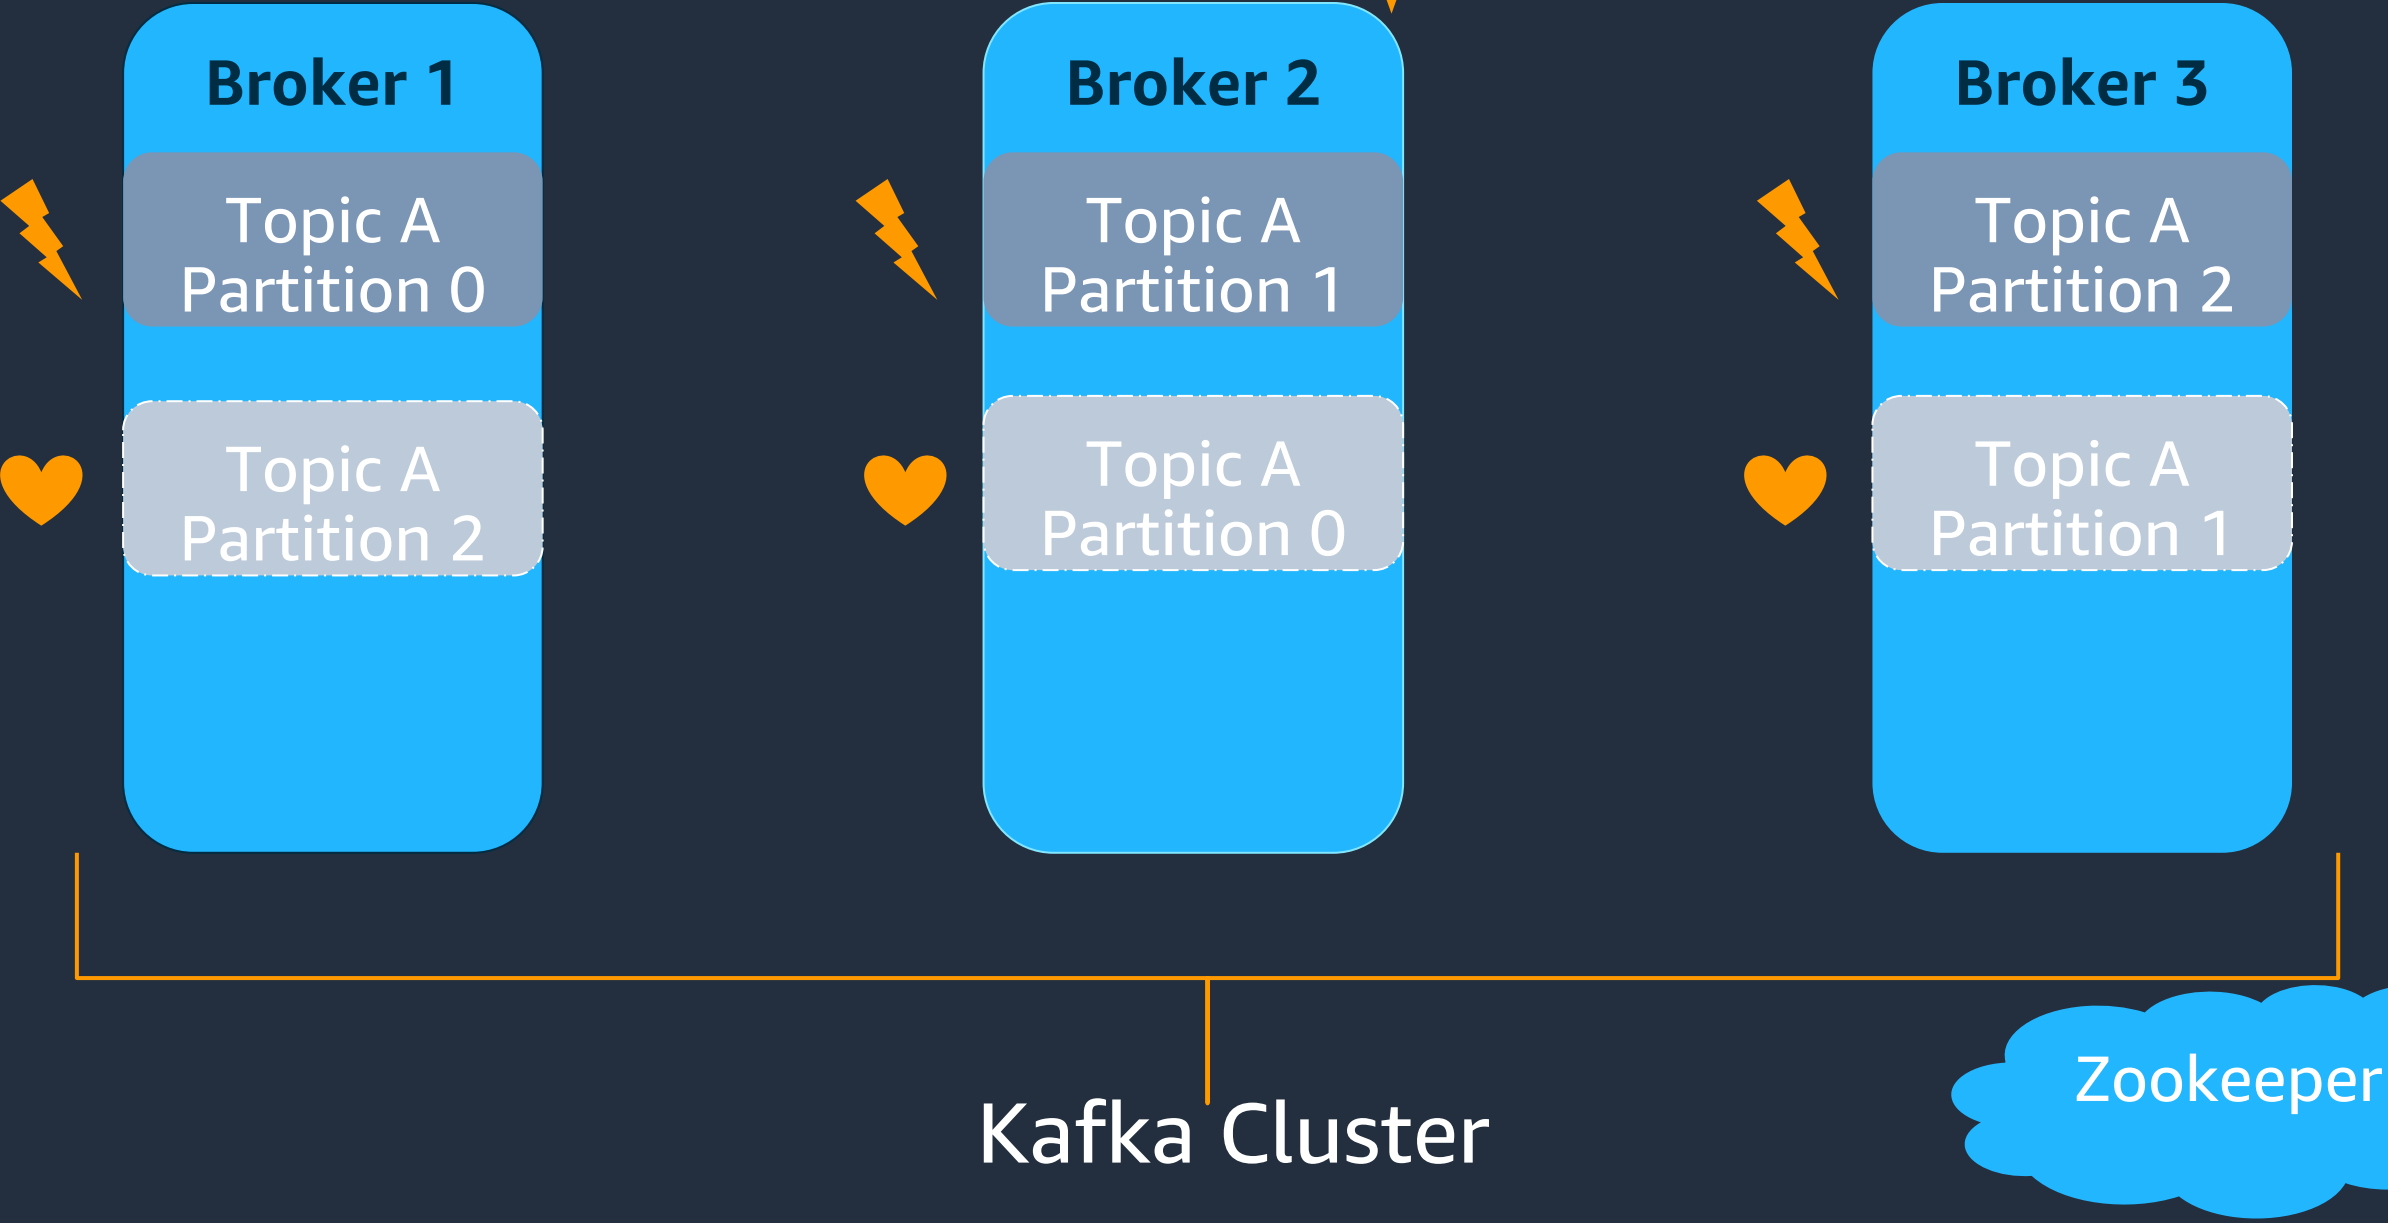 Broker 1
Broker 2
Broker 3
Topic A
Partition 0
Topic A
Partition 1
Topic A
Partition 2
Topic A
Partition 2
Topic A
Partition 0
Topic A
Partition 1
Kafka Cluster
Zookeeper